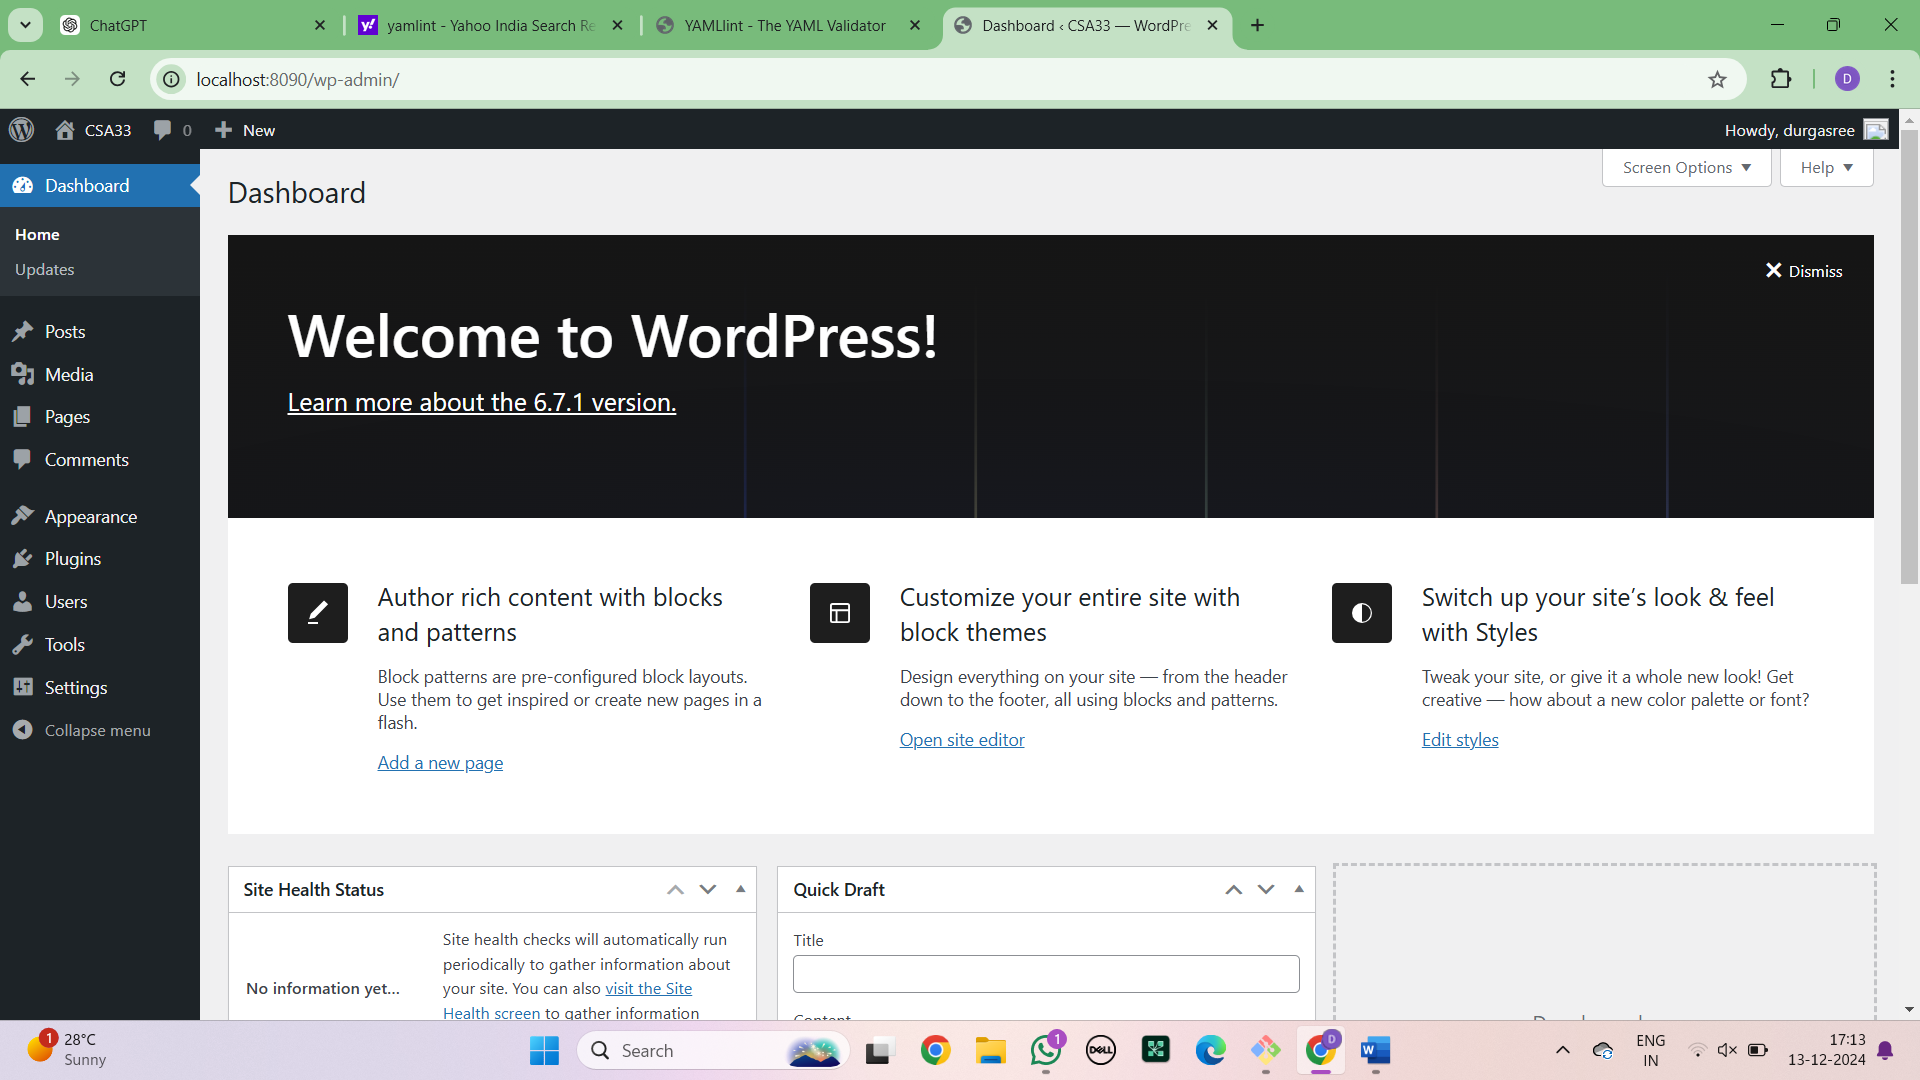 ChatGPT
yamlint - Yahoo India Search Re
YAMLlint - The YAML Validator
Dashboard ‹ CSA33 — WordPre
localhost:8090/wp-admin/
D
CSA33
0
New
Howdy, durgasree
Dashboard
Home
Updates
Posts
Media
Pages
Comments
Appearance
Plugins
Users
Tools
Settings
Collapse menu
Screen Options
Help
Dashboard
Dismiss
Welcome to WordPress!
Learn more about the 6.7.1 version.
Author rich content with blocks
and patterns
Block patterns are pre-configured block layouts.
Use them to get inspired or create new pages in a
flash.
Add a new page
Customize your entire site with
block themes
Design everything on your site — from the header
down to the footer, all using blocks and patterns.
Open site editor
Switch up your site’s look & feel
with Styles
Tweak your site, or give it a whole new look! Get
creative — how about a new color palette or font?
Edit styles
Site Health Status
No information yet...
Site health checks will automatically run
periodically to gather information about
your site. You can also visit the Site
Health screen to gather information
Quick Draft
Title
Content
1
28°C
Sunny
Search
1
DELL
D
W
ENG
IN
17:13
13-12-2024